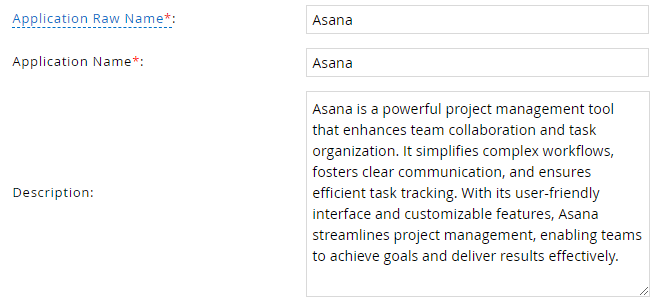 Application Raw Name*: Asana
Application Name*: Asana
Description:
Asana is a powerful project management tool
that enhances team collaboration and task
organization. It simplifies complex workflows,
fosters clear communication, and ensures
efficient task tracking. With its user-friendly
interface and customizable features, Asana
streamlines project management, enabling teams
to achieve goals and deliver results effectively.